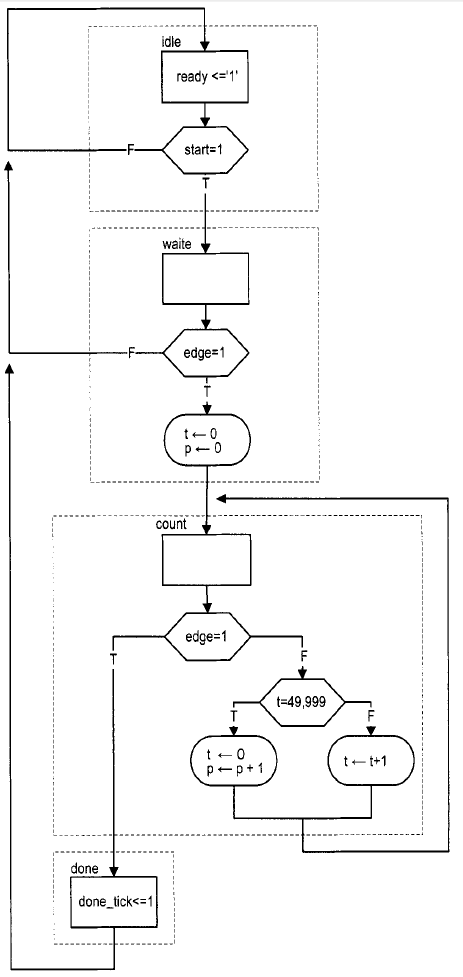 idle
ready <='1'
F
start=1
T
waite
F
edge=1
T
t ← 0
p ← 0
count
edge=1
T
F
t=49,999
T
F
t ← 0
p ← p + 1
t ← t+1
done
done_tick<=1